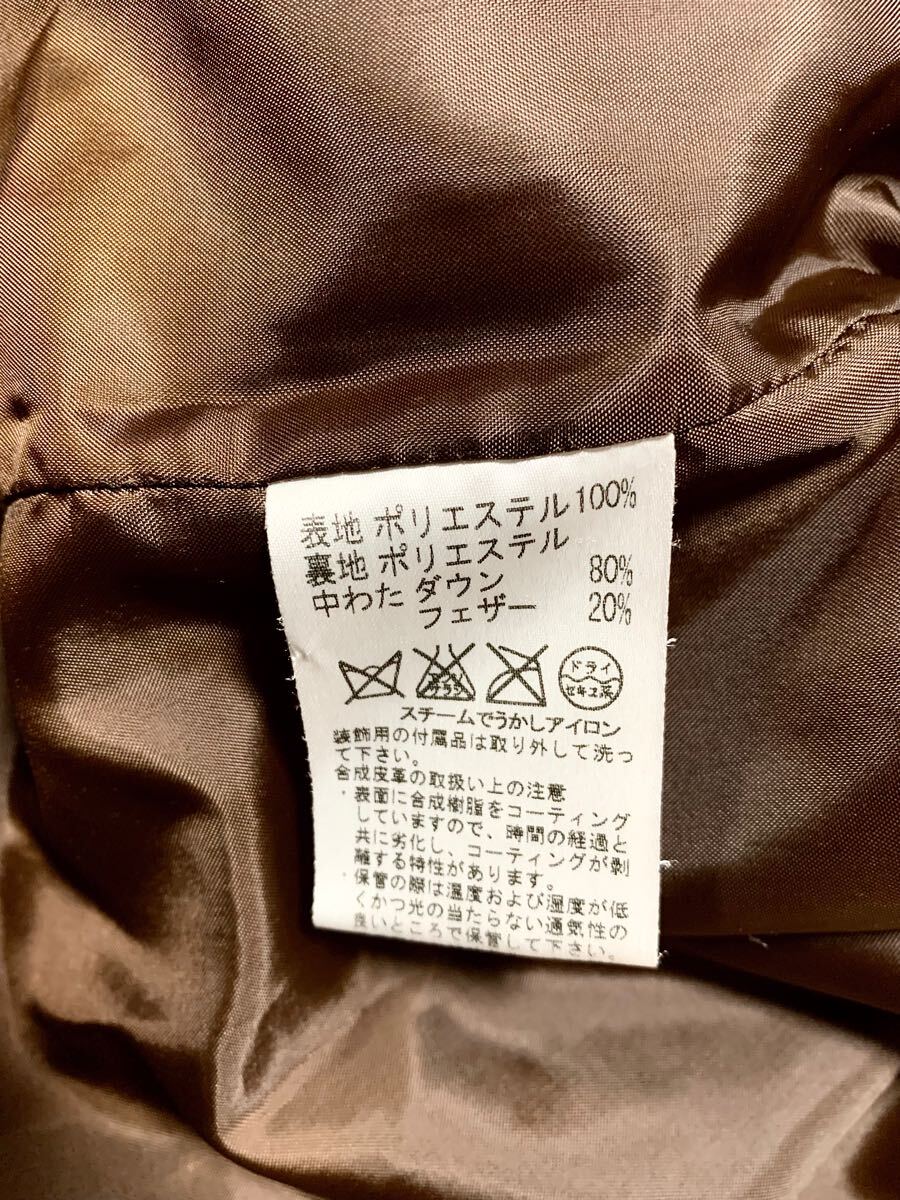 表地 ポリエステル100%
裏地 ポリエステル
中わた ダウン 80%
フェザー 20%
エンソ サラシ
ドライ
セキユ系
スチームでうかしアイロン
装飾用の付属品は取り外して洗っ
て下さい。
合成皮革の取扱い上の注意
・表面に合成樹脂をコーティング
していますので、時間の経過と
共に劣化し、コーティングが剥
離する特性があります。
・保管の際は温度および湿度が低
くかつ光の当たらない通気性の
良いところで保管して下さい。